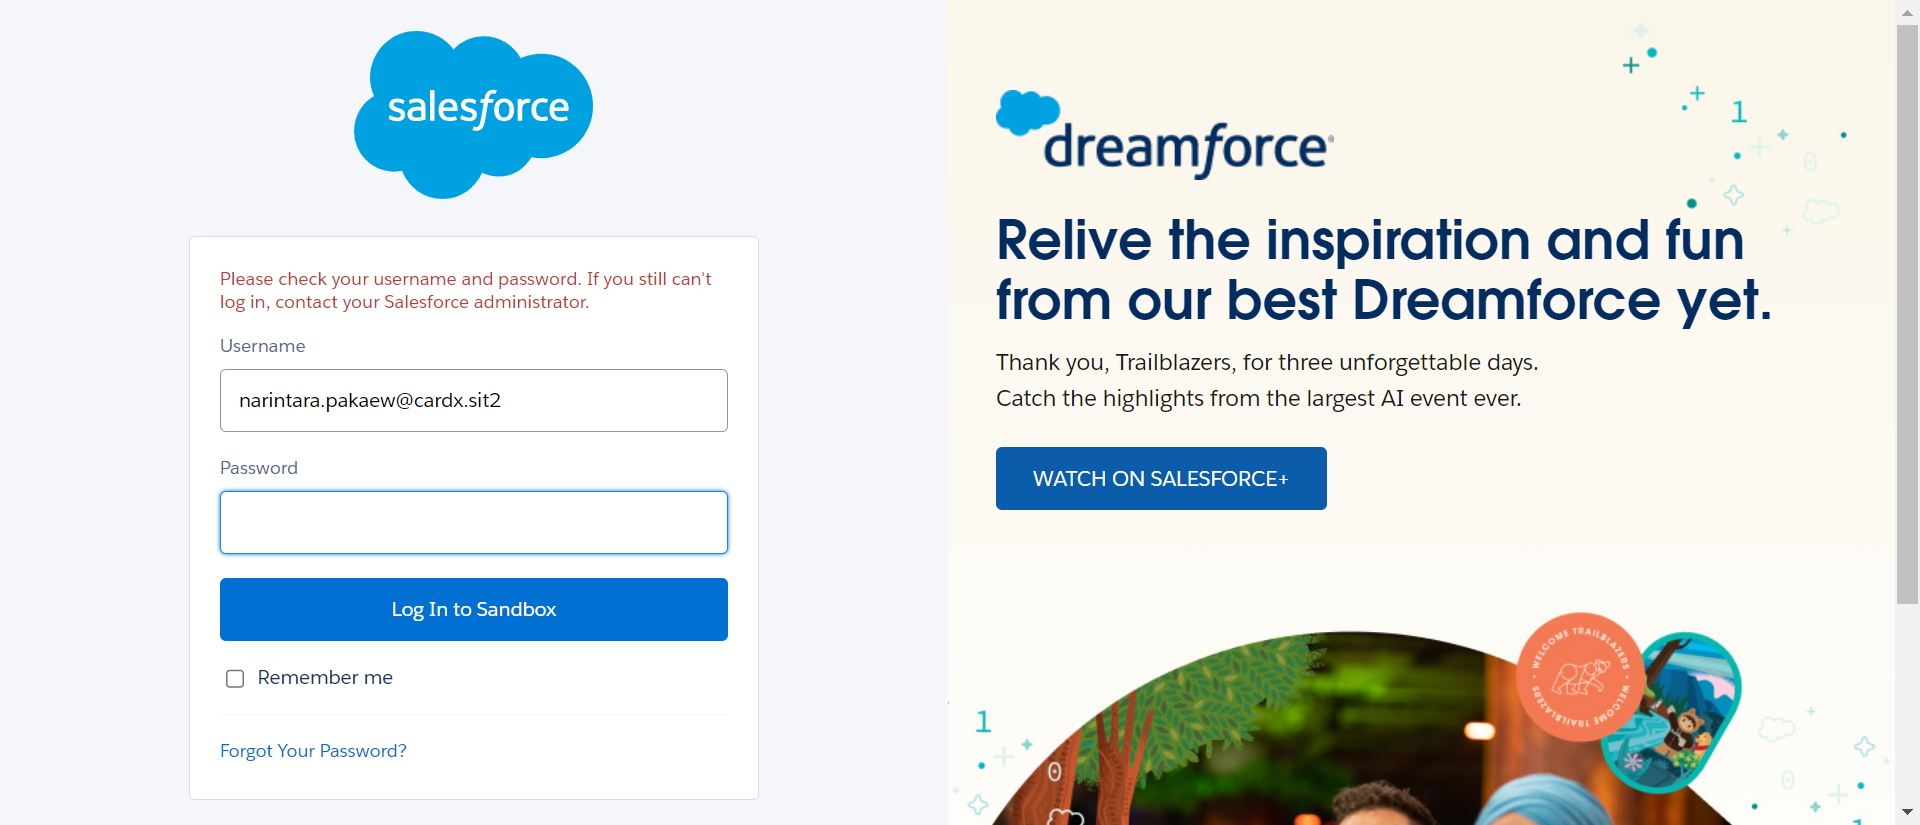 salesforce
Please check your username and password. If you still can't
log in, contact your Salesforce administrator.
Username
narintara.pakaew@cardx.sit2
Password
Log In to Sandbox
Remember me
Forgot Your Password?
dreamforce
Relive the inspiration and fun
from our best Dreamforce yet.
Thank you, Trailblazers, for three unforgettable days.
Catch the highlights from the largest AI event ever.
WATCH ON SALESFORCE+
1
0
WELCOME TRAILBLAZERS • WELCOME TRAILBLAZERS •
1
0
0
1